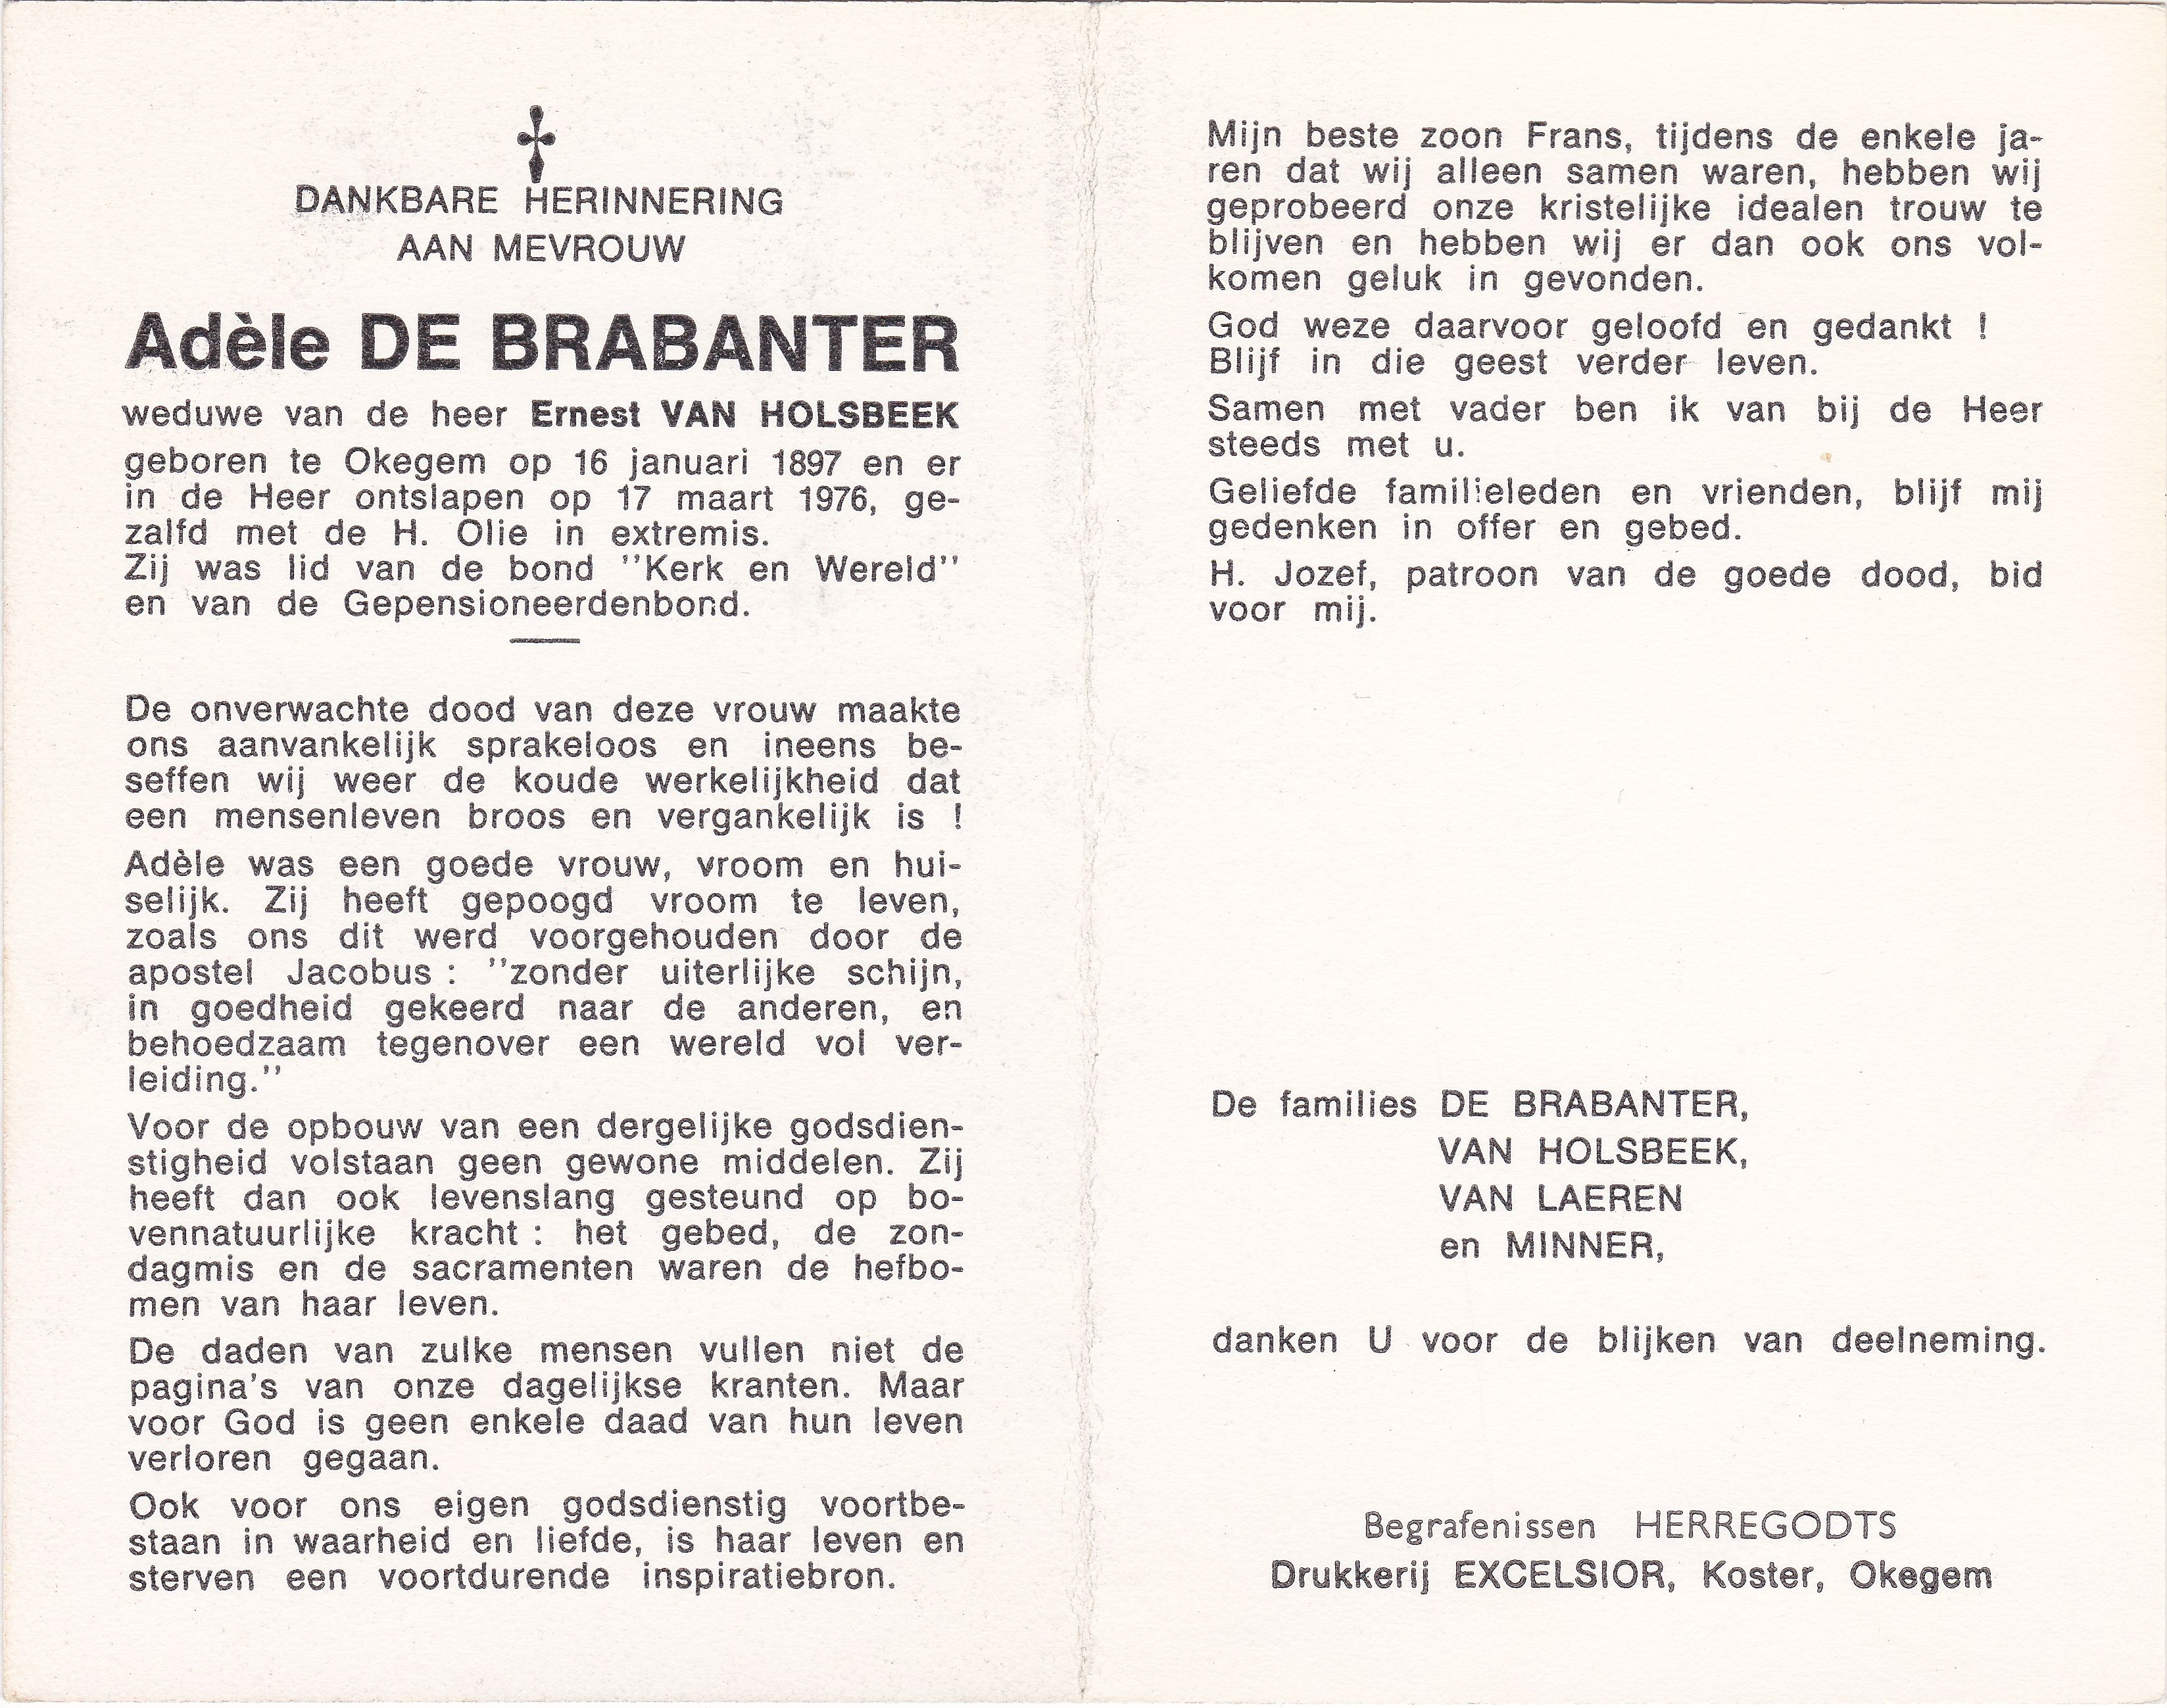 DANKBARE HERINNERING
AAN MEVROUW
Adèle DE BRABANTER
weduwe van de heer Ernest VAN HOLSBEEK
geboren te Okegem op 16 januari 1897 en er
in de Heer ontslapen op 17 maart 1976, ge-
zalfd met de H. Olie in extremis.
Zij was lid van de bond ''Kerk en Wereld''
en van de Gepensioneerdenbond.
De onverwachte dood van deze vrouw maakte
ons aanvankelijk sprakeloos en ineens be-
seffen wij weer de koude werkelijkheid dat
een mensenleven broos en vergankelijk is !
Adèle was een goede vrouw, vroom en hui-
selijk. Zij heeft gepoogd vroom te leven,
zoals ons dit werd voorgehouden door de
apostel Jacobus : ''zonder uiterlijke schijn,
in goedheid gekeerd naar de anderen, en
behoedzaam tegenover een wereld vol ver-
leiding.''
Voor de opbouw van een dergelijke godsdien-
stigheid volstaan geen gewone middelen. Zij
heeft dan ook levenslang gesteund op bo-
vennatuurlijke kracht : het gebed, de zon-
dagmis en de sacramenten waren de hefbo-
men van haar leven.
De daden van zulke mensen vullen niet de
pagina's van onze dagelijkse kranten. Maar
voor God is geen enkele daad van hun leven
verloren gegaan.
Ook voor ons eigen godsdienstig voortbe-
staan in waarheid en liefde, is haar leven en
sterven een voortdurende inspiratiebron.
Mijn beste zoon Frans, tijdens de enkele ja-
ren dat wij alleen samen waren, hebben wij
geprobeerd onze kristelijke idealen trouw te
blijven en hebben wij er dan ook ons vol-
komen geluk in gevonden.
God weze daarvoor geloofd en gedankt !
Blijf in die geest verder leven.
Samen met vader ben ik van bij de Heer
steeds met u.
Geliefde familieleden en vrienden, blijf mij
gedenken in offer en gebed.
H. Jozef, patroon van de goede dood, bid
voor mij.
De families DE BRABANTER,
VAN HOLSBEEK,
VAN LAEREN
en MINNER,
danken U voor de blijken van deelneming.
Begrafenissen HERREGODTS
Drukkerij EXCELSIOR, Koster, Okegem